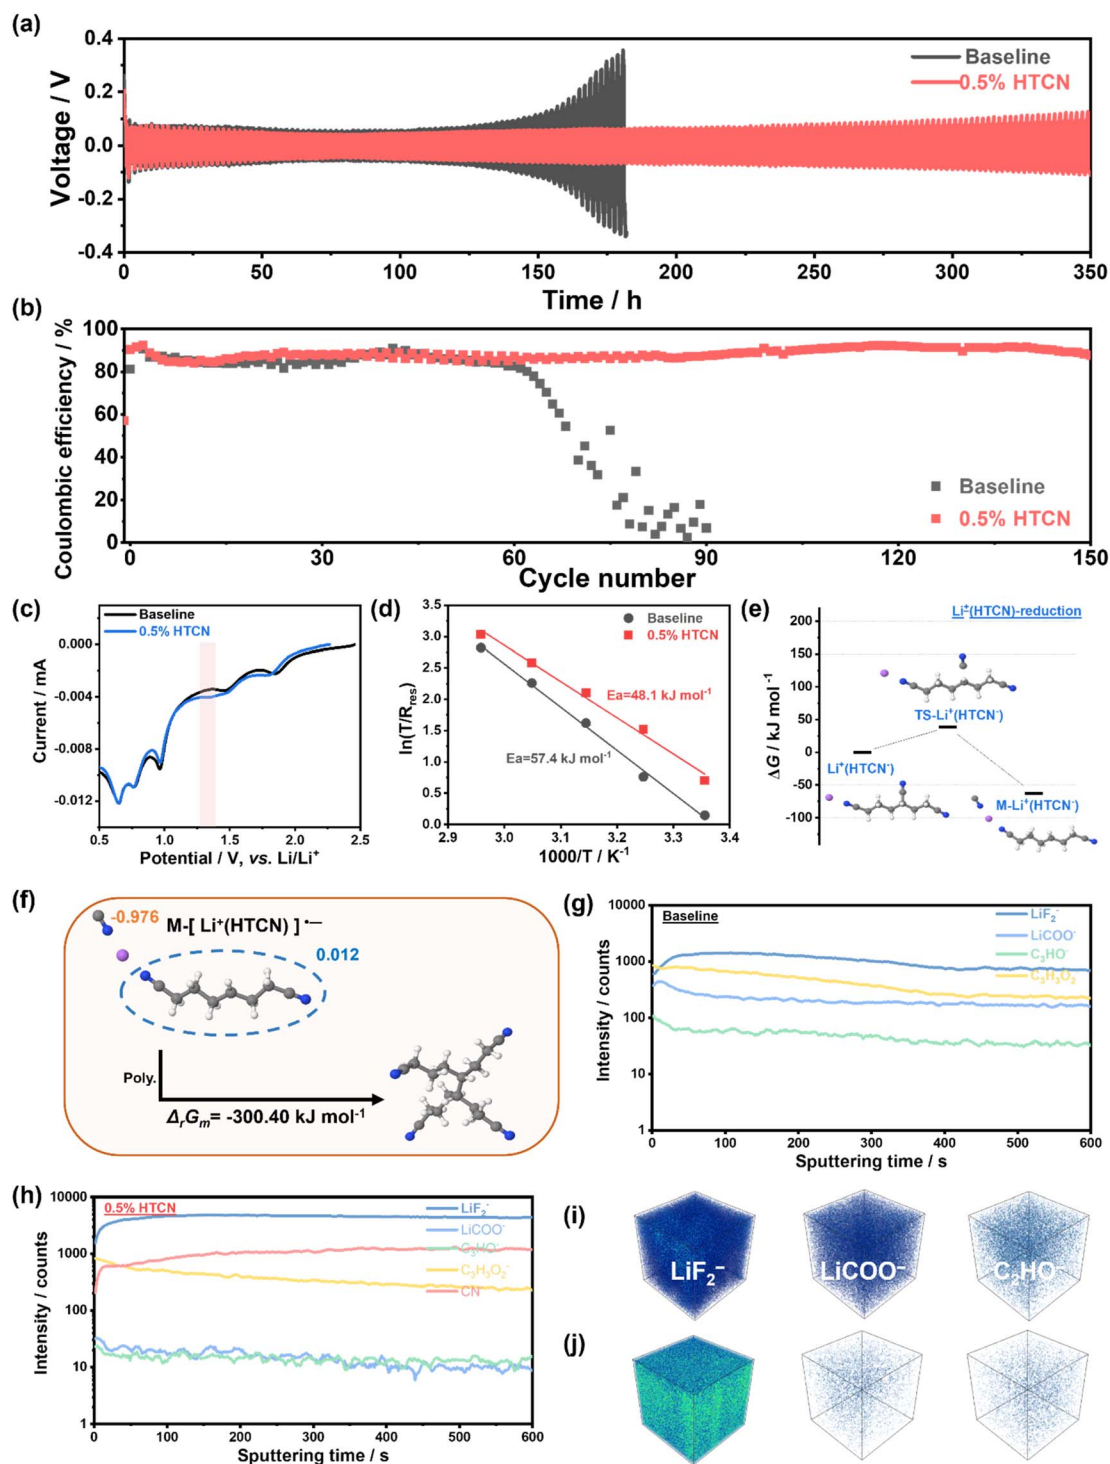 (a)
0.4
0.2
0.0
-0.2
-0.4
Voltage / V
Baseline
0.5% HTCN
0 50 100 150 200 250 300 350
Time / h
(b)
100
80
60
40
20
0
Coulombic efficiency / %
Baseline
0.5% HTCN
0 30 60 90 120 150
Cycle number
(c)
Baseline
0.5% HTCN
0.000
-0.004
-0.008
-0.012
Current / mA
0.5 1.0 1.5 2.0 2.5
Potential / V, vs. Li/Li⁺
(d)
3.5
3.0
2.5
2.0
1.5
1.0
0.5
0.0
ln(T/Rres)
Baseline
0.5% HTCN
Ea=48.1 kJ mol⁻¹
Ea=57.4 kJ mol⁻¹
2.9 3.0 3.1 3.2 3.3 3.4
1000/T / K⁻¹
(e)
Li⁺(HTCN)-reduction
200
150
100
50
0
-50
-100
ΔG / kJ mol⁻¹
TS-Li⁺(HTCN⁻)
Li⁺(HTCN⁻)
M-Li⁺(HTCN⁻)
(f)
-0.976
M-[ Li⁺(HTCN) ]•—
0.012
Poly.
ΔrGm= -300.40 kJ mol⁻¹
(g)
Baseline
10000
1000
100
10
1
Intensity / counts
LiF₂⁻
LiCOO⁻
C₃HO⁻
C₃H₃O₂
0 100 200 300 400 500 600
Sputtering time / s
(h)
0.5% HTCN
10000
1000
100
10
1
Intensity / counts
LiF₂⁻
LiCOO⁻
C₃HO⁻
C₃H₃O₂⁻
CN
0 100 200 300 400 500 600
Sputtering time / s
(i)
LiF₂⁻
LiCOO⁻
C₂HO⁻
(j)